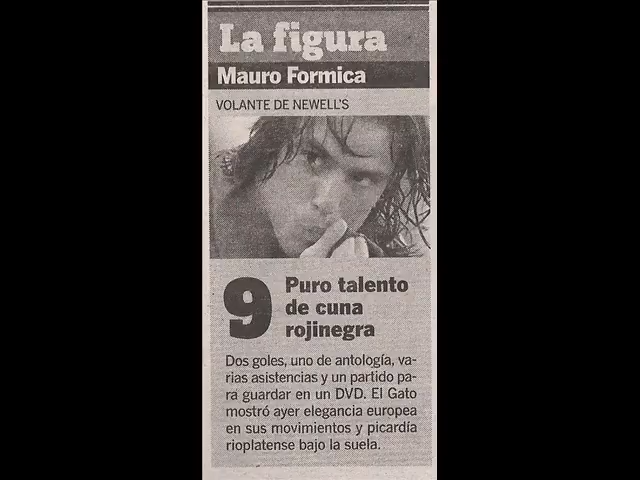 La figura
Mauro Formica
VOLANTE DE NEWELL'S
9
Puro talento
de cuna
rojinegra
Dos goles, uno de antología, va-
rias asistencias y un partido pa-
ra guardar en un DVD. El Gato
mostró ayer elegancia europea
en sus movimientos y picardía
rioplatense bajo la suela.